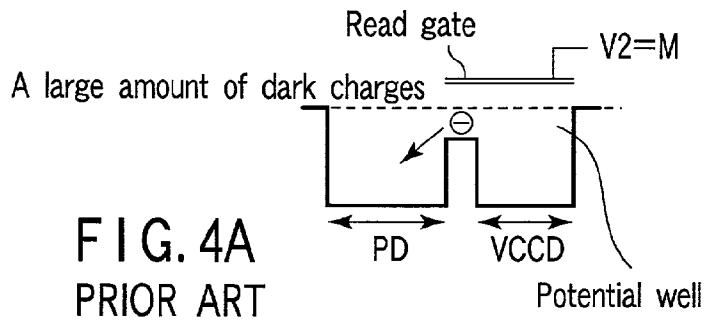 Read gate
V2=M
A large amount of dark charges
⊖
PD
VCCD
FIG. 4A
PRIOR ART
Potential well